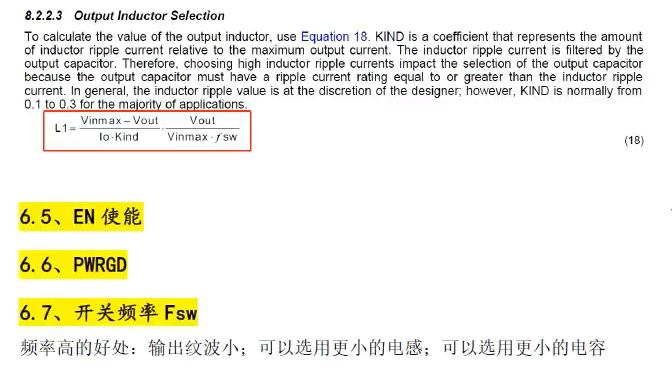 8.2.2.3 Output Inductor Selection
To calculate the value of the output inductor, use Equation 18. KIND is a coefficient that represents the amount
of inductor ripple current relative to the maximum output current. The inductor ripple current is filtered by the
output capacitor. Therefore, choosing high inductor ripple currents impact the selection of the output capacitor
because the output capacitor must have a ripple current rating equal to or greater than the inductor ripple
current. In general, the inductor ripple value is at the discretion of the designer; however, KIND is normally from
0.1 to 0.3 for the majority of applications.
L1= (Vinmax – Vout) / (Io · Kind) · Vout / (Vinmax · ƒsw)
(18)
6.5、EN 使能
6.6、PWRGD
6.7、开关频率 Fsw
频率高的好处：输出纹波小；可以选用更小的电感；可以选用更小的电容